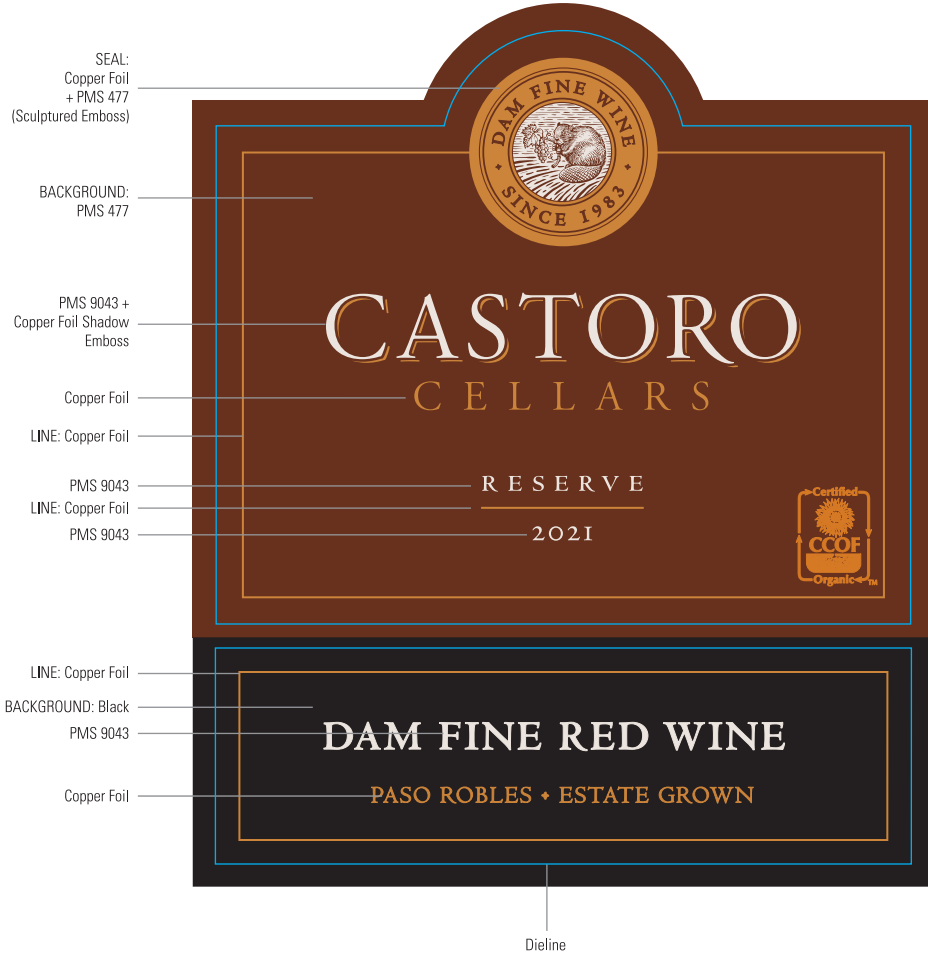 SEAL:
Copper Foil
+ PMS 477
(Sculptured Emboss)
BACKGROUND:
PMS 477
PMS 9043 +
Copper Foil Shadow
Emboss
Copper Foil
LINE: Copper Foil
PMS 9043
LINE: Copper Foil
PMS 9043
LINE: Copper Foil
BACKGROUND: Black
PMS 9043
Copper Foil
DAM FINE WINE
• SINCE 1983 •
CASTORO
CELLARS
RESERVE
2021
Certified
CCOF
Organic TM
DAM FINE RED WINE
PASO ROBLES • ESTATE GROWN
Dieline